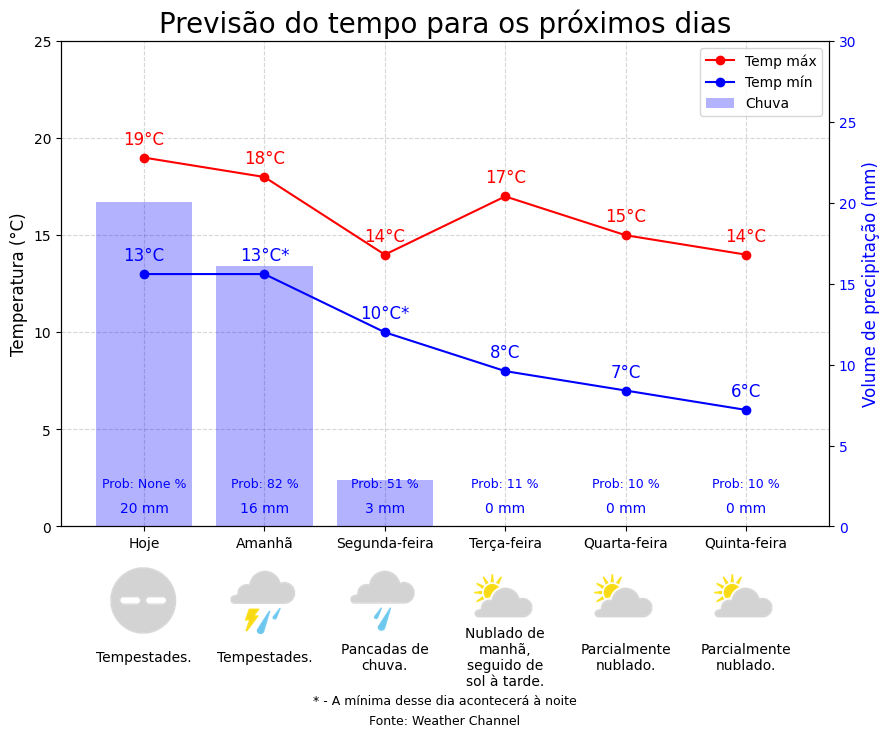 Previsão do tempo para os próximos dias
Temperatura (°C)
Volume de precipitação (mm)
25
20
15
10
5
0
30
25
20
15
10
5
0
Temp máx
Temp mín
Chuva
19°C
18°C
14°C
17°C
15°C
14°C
13°C
13°C*
10°C*
8°C
7°C
6°C
Prob: None %
Prob: 82 %
Prob: 51 %
Prob: 11 %
Prob: 10 %
Prob: 10 %
20 mm
16 mm
3 mm
0 mm
0 mm
0 mm
Hoje
Amanhã
Segunda-feira
Terça-feira
Quarta-feira
Quinta-feira
Tempestades.
Tempestades.
Pancadas de
chuva.
Nublado de
manhã,
seguido de
sol à tarde.
Parcialmente
nublado.
Parcialmente
nublado.
* - A mínima desse dia acontecerá à noite
Fonte: Weather Channel